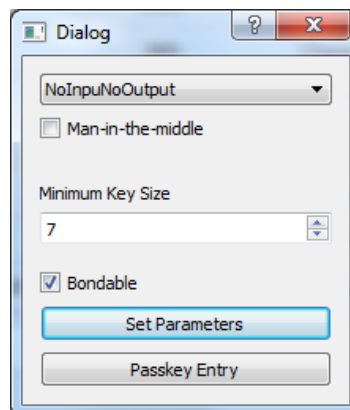 Dialog
NoInpuNoOutput
Man-in-the-middle
Minimum Key Size
7
Bondable
Set Parameters
Passkey Entry